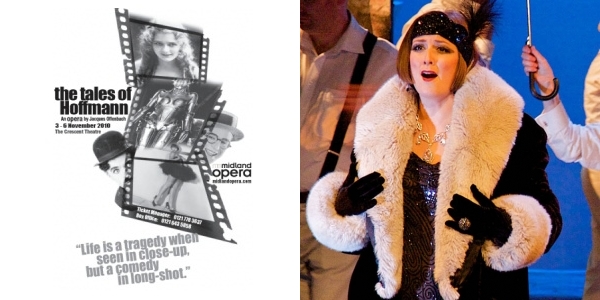 the tales of
Hoffmann
An opera by Jacques Offenbach
3 - 6 November 2010
The Crescent Theatre
midland
opera
midlandopera.com
Ticket Manager: 0121 770 3637
Box Office: 0121 643 5858
“Life is a tragedy when
seen in close-up,
but a comedy
in long-shot.”